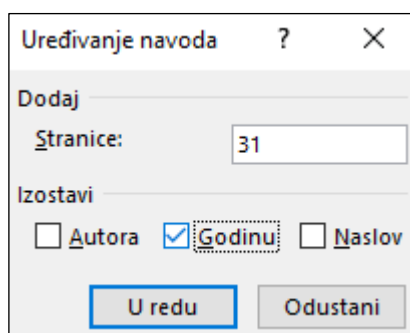 Uređivanje navoda ? ×
Dodaj
Stranice: 31
Izostavi
Autora Godinu Naslov
U redu Odustani